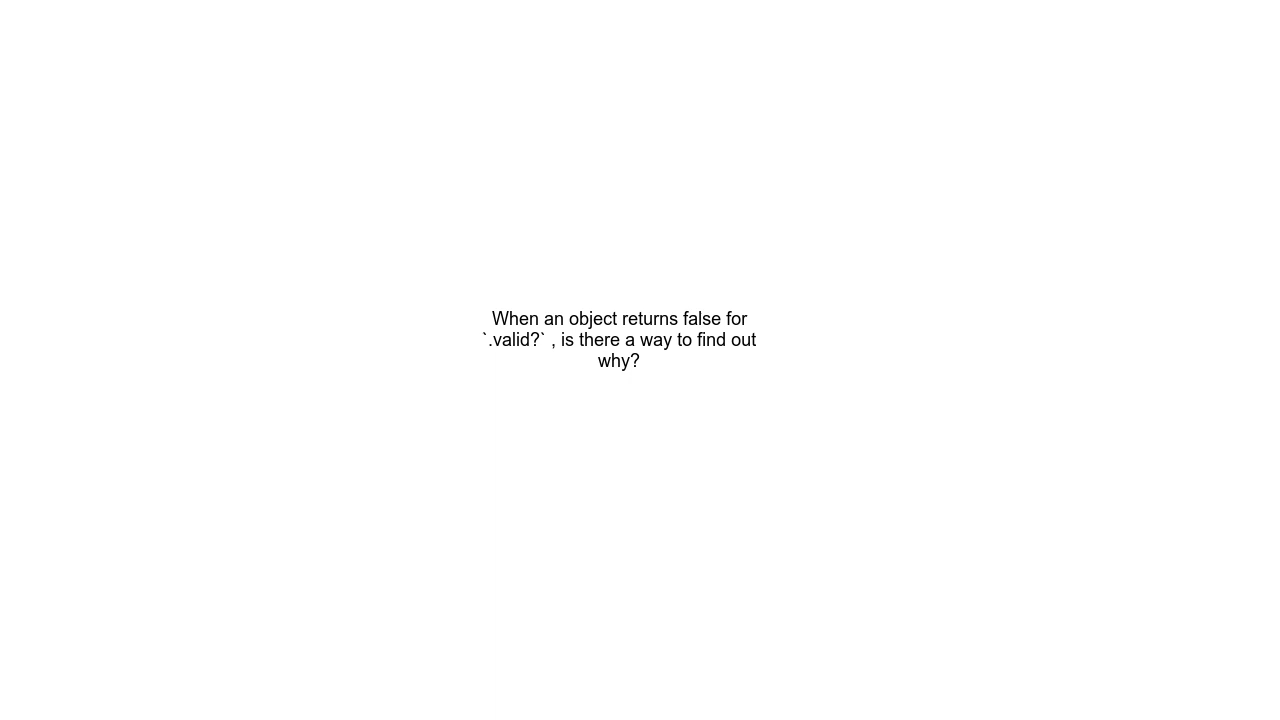 When an object returns false for
`.valid?` , is there a way to find out
why?